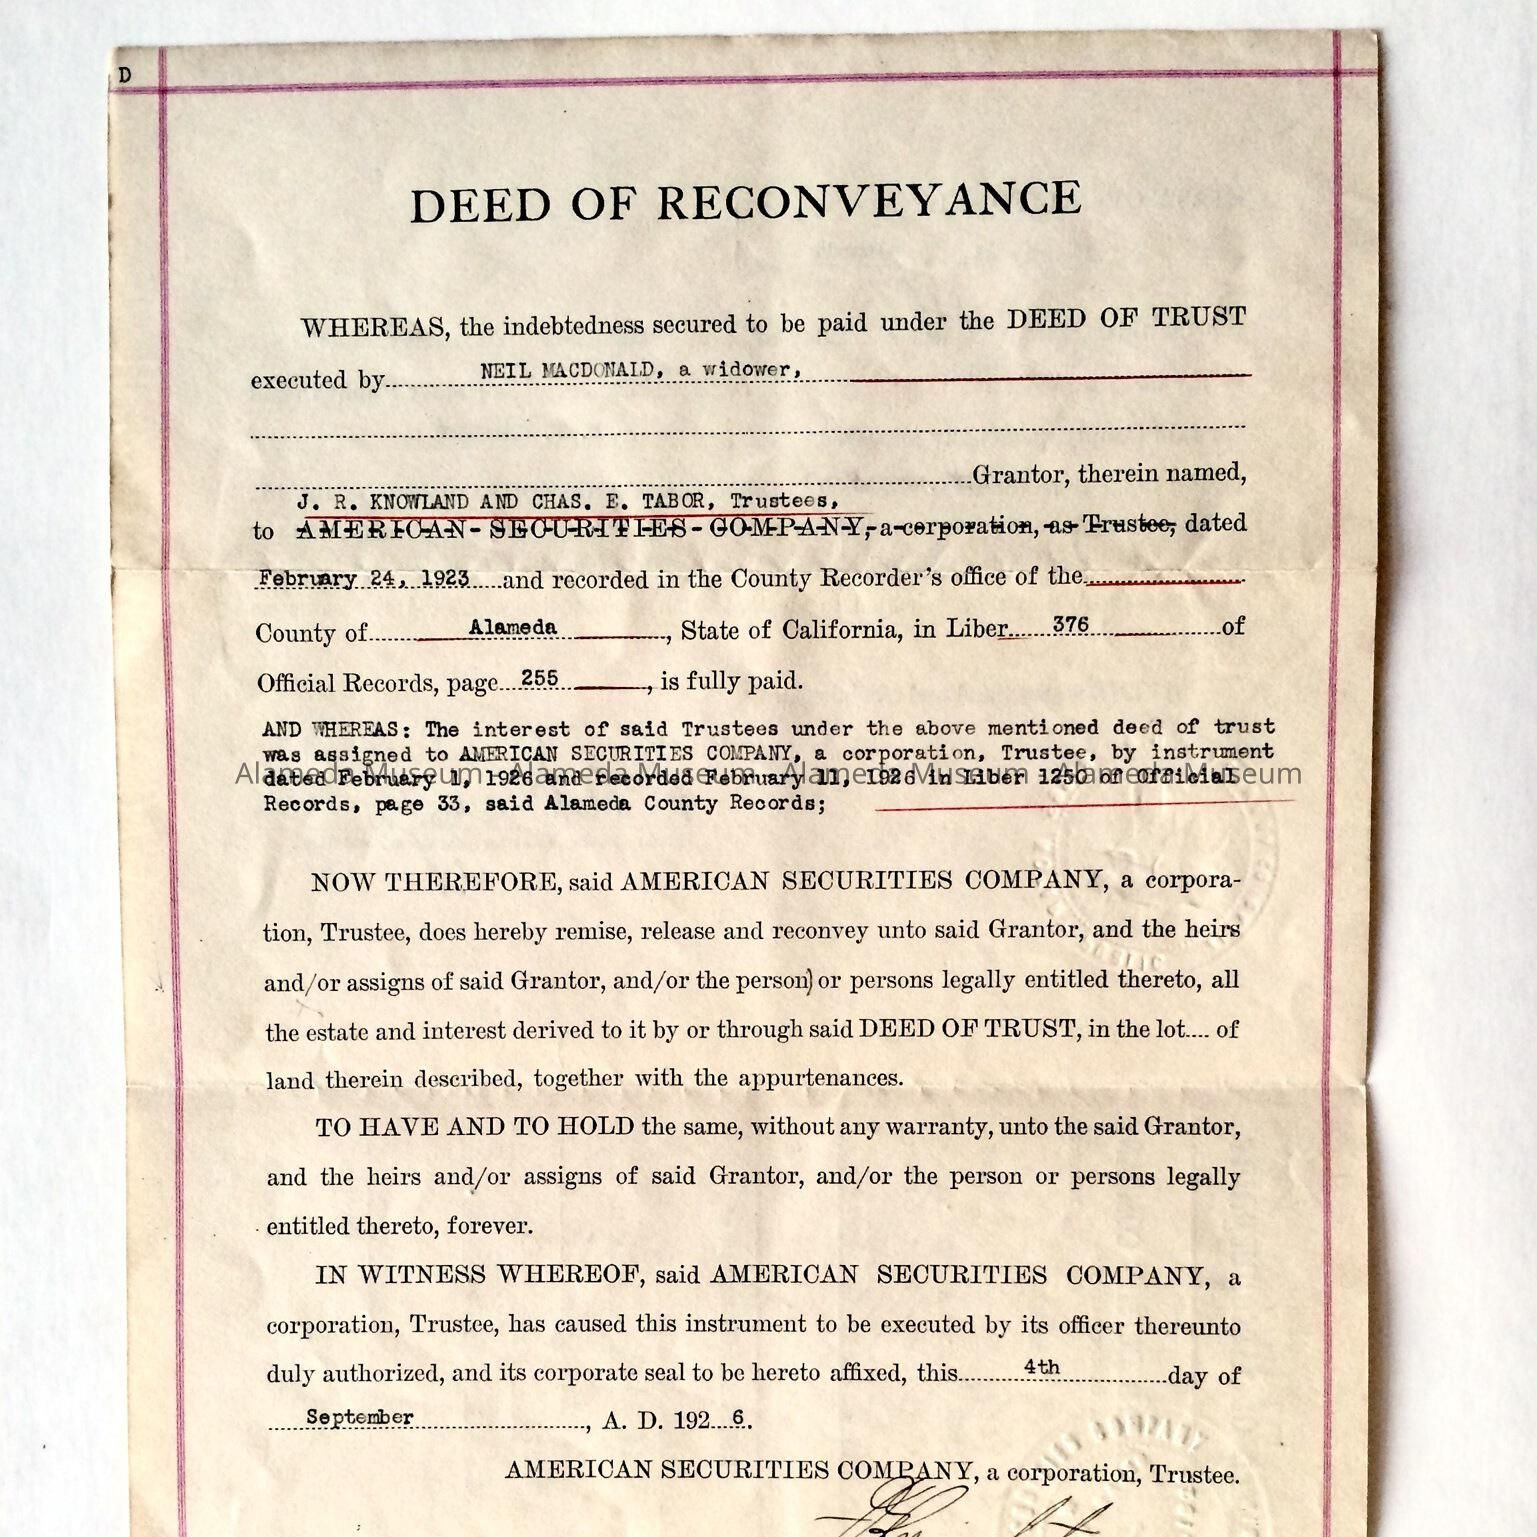 D
DEED OF RECONVEYANCE
WHEREAS, the indebtedness secured to be paid under the DEED OF TRUST
executed by NEIL MACDONALD, a widower,
Grantor, therein named,
J. R. KNOWLAND AND CHAS. E. TABOR, Trustees,
to AMERICAN SECURITIES COMPANY, a corporation, as Trustee, dated
February 24, 1923 and recorded in the County Recorder's office of the
County of Alameda, State of California, in Liber 376 of
Official Records, page 255, is fully paid.
AND WHEREAS: The interest of said Trustees under the above mentioned deed of trust
was assigned to AMERICAN SECURITIES COMPANY, a corporation, Trustee, by instrument
dated February 1, 1926 and recorded February 11, 1926 in Liber 1250 of Official
Alameda Museum Alameda Museum Alameda Museum Alameda Museum
Records, page 33, said Alameda County Records;
NOW THEREFORE, said AMERICAN SECURITIES COMPANY, a corpora-
tion, Trustee, does hereby remise, release and reconvey unto said Grantor, and the heirs
and/or assigns of said Grantor, and/or the person) or persons legally entitled thereto, all
the estate and interest derived to it by or through said DEED OF TRUST, in the lot.... of
land therein described, together with the appurtenances.
TO HAVE AND TO HOLD the same, without any warranty, unto the said Grantor,
and the heirs and/or assigns of said Grantor, and/or the person or persons legally
entitled thereto, forever.
IN WITNESS WHEREOF, said AMERICAN SECURITIES COMPANY, a
corporation, Trustee, has caused this instrument to be executed by its officer thereunto
duly authorized, and its corporate seal to be hereto affixed, this 4th day of
September, A. D. 192 6.
AMERICAN SECURITIES COMPANY, a corporation, Trustee.